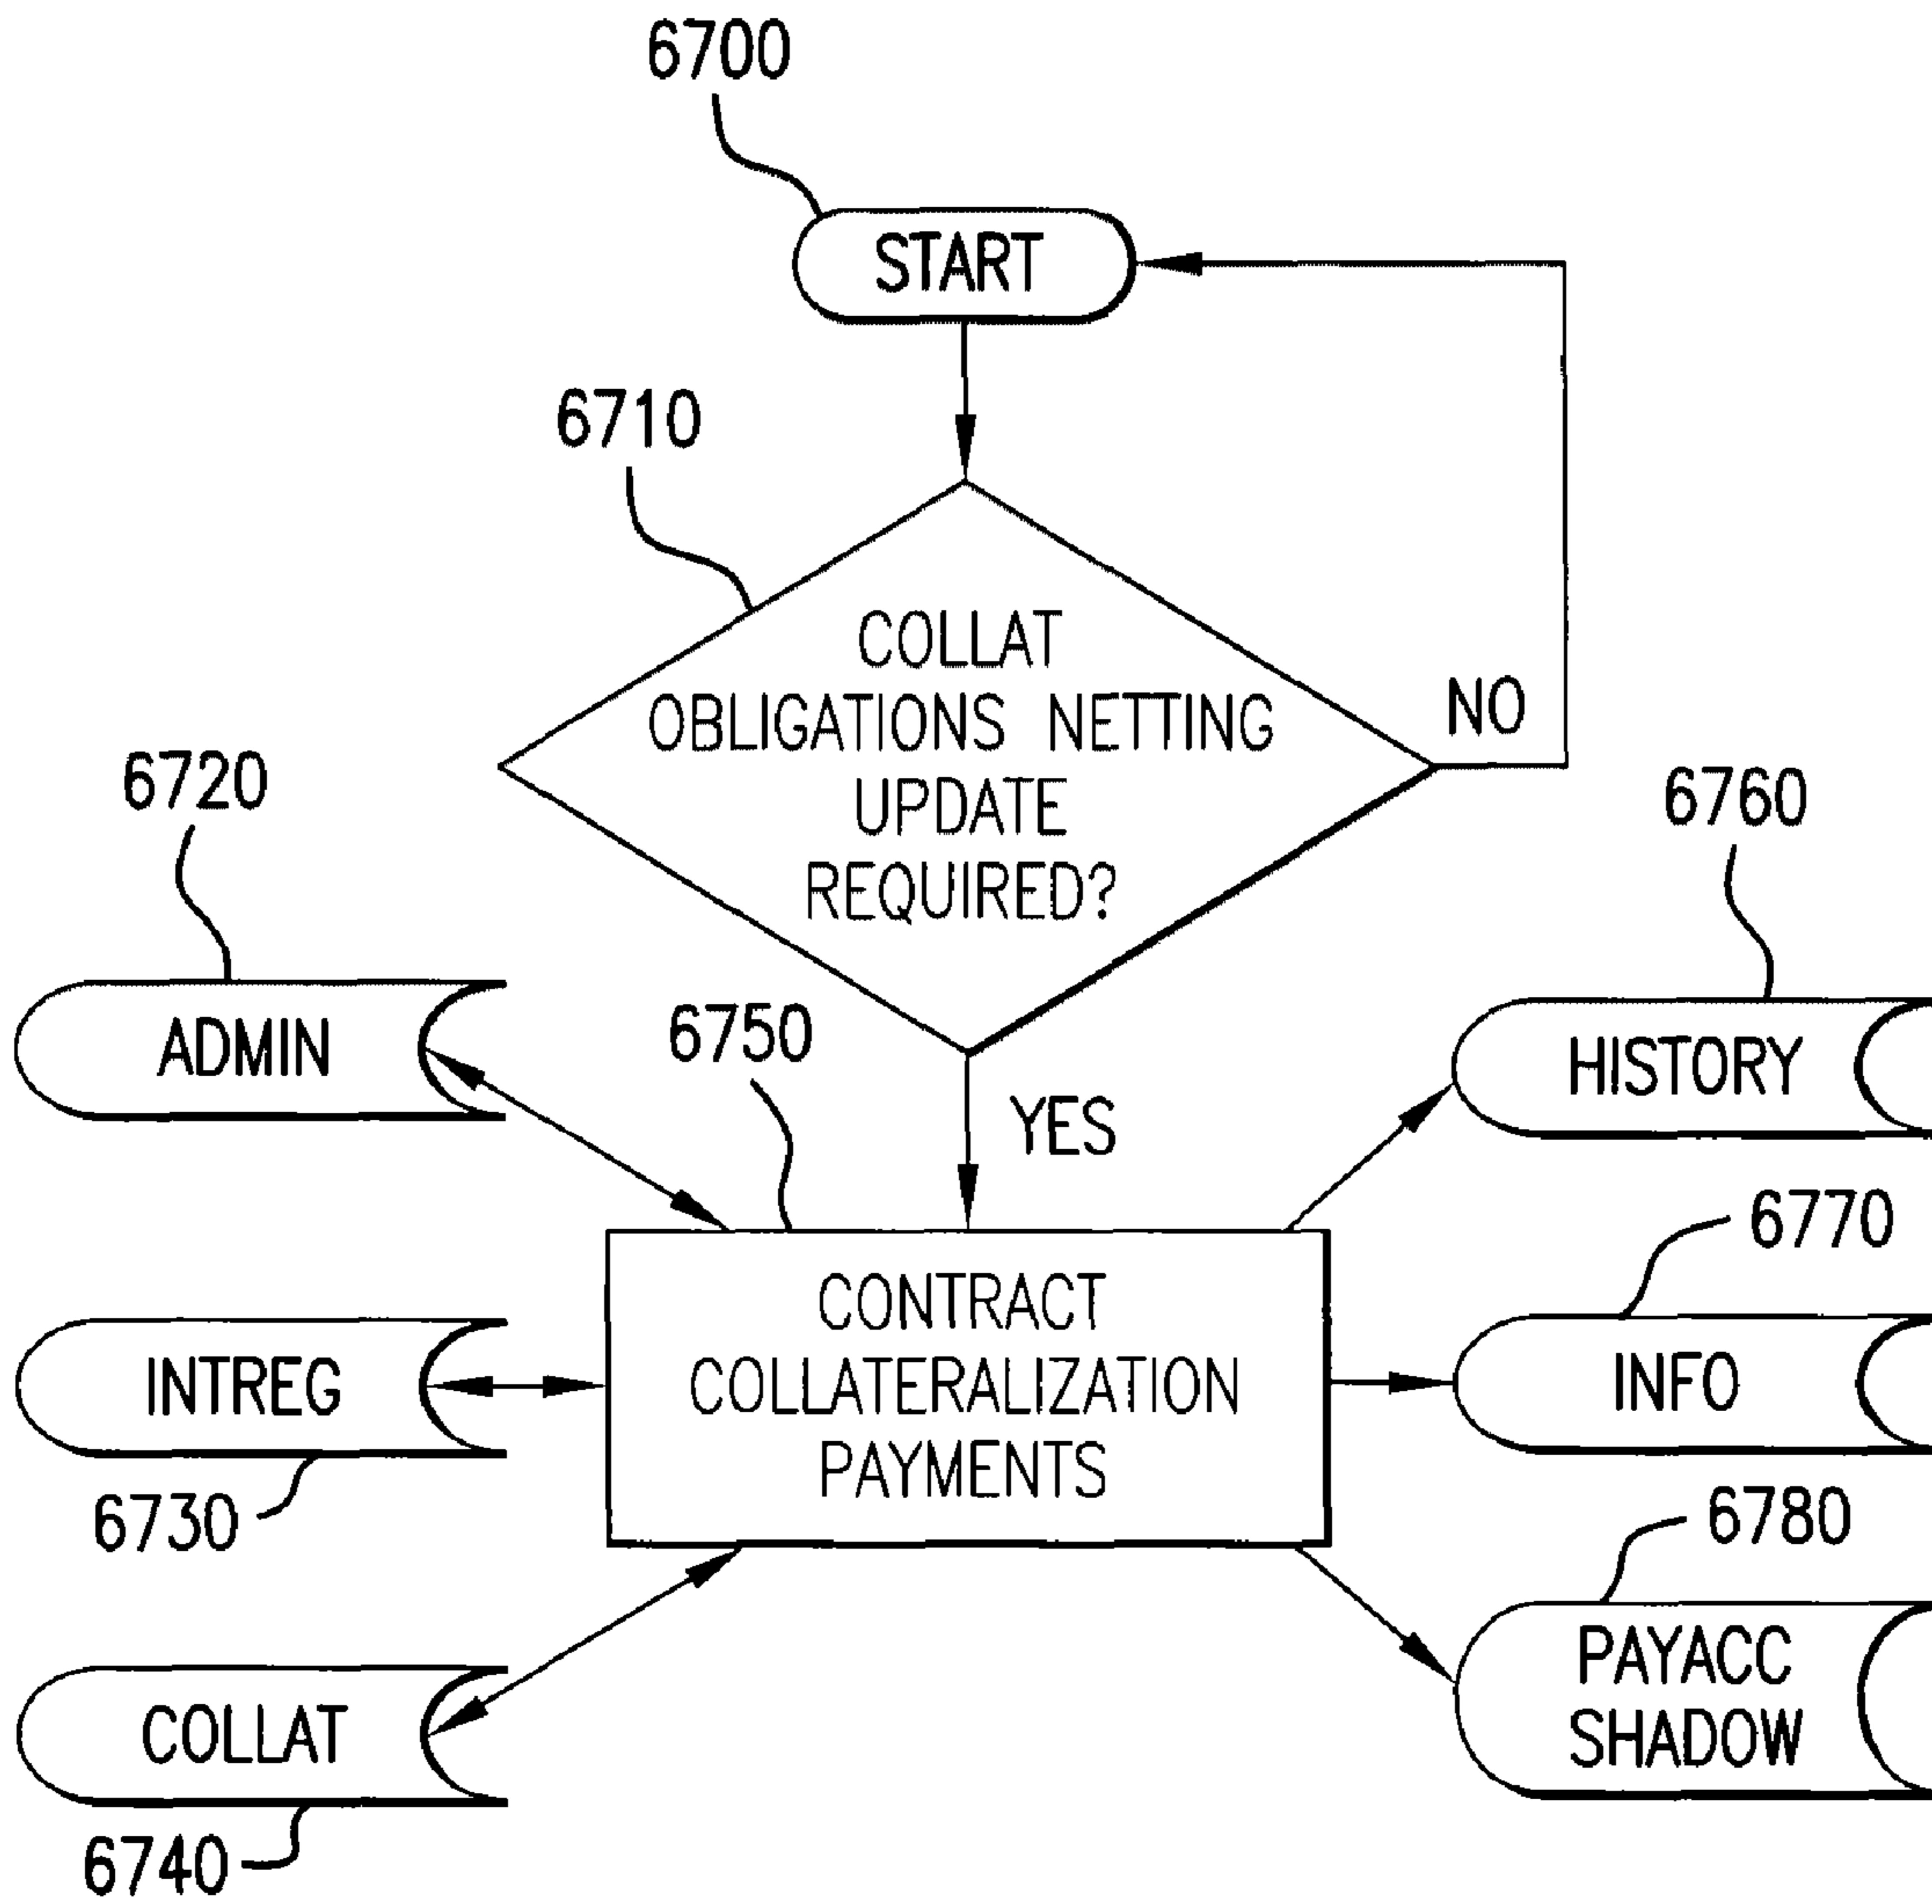 6700
START
6710
COLLAT
OBLIGATIONS NETTING
UPDATE
REQUIRED?
NO
YES
6720
ADMIN
6750
6760
HISTORY
CONTRACT
COLLATERALIZATION
PAYMENTS
INTREG
6730
6770
INFO
COLLAT
6740
6780
PAYACC
SHADOW